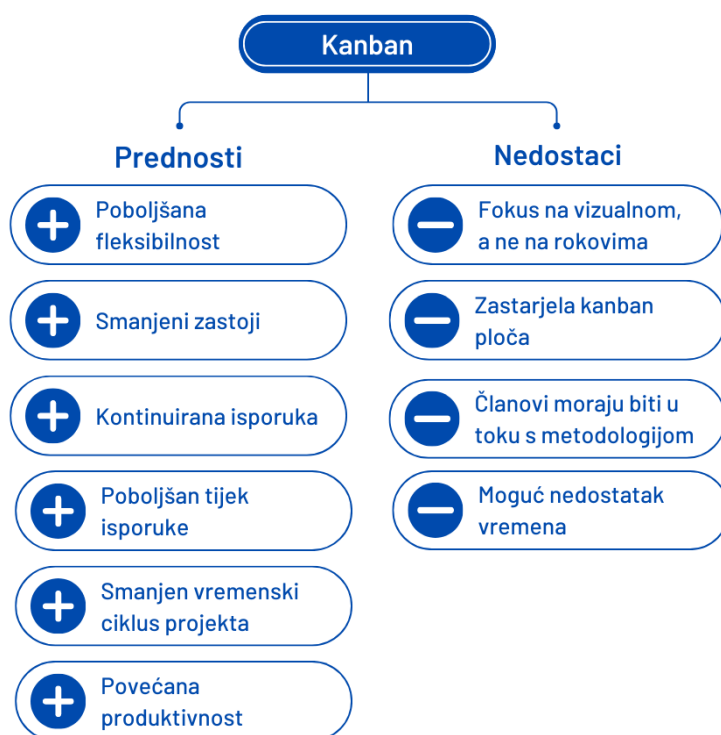 Kanban
Prednosti
Poboljšana
fleksibilnost
Smanjeni zastoji
Kontinuirana isporuka
Poboljšan tijek
isporuke
Smanjen vremenski
ciklus projekta
Povećana
produktivnost
Nedostaci
Fokus na vizualnom,
a ne na rokovima
Zastarjela kanban
ploča
Članovi moraju biti u
toku s metodologijom
Moguć nedostatak
vremena